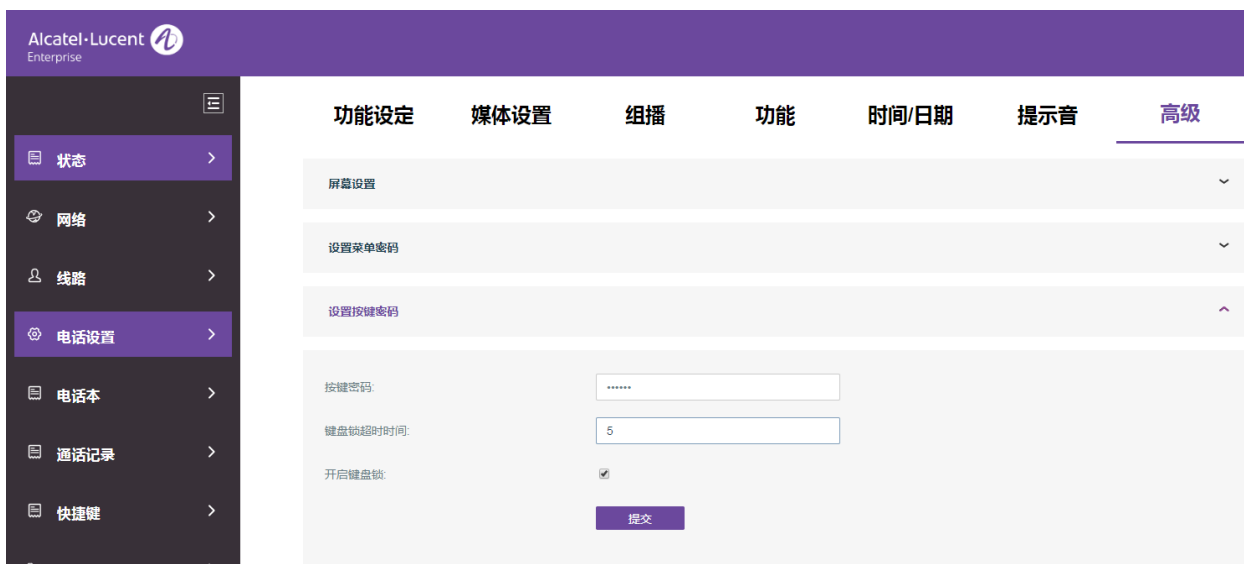 Alcatel·Lucent
Enterprise
功能设定 媒体设置 组播 功能 时间/日期 提示音 高级
状态
网络
线路
电话设置
电话本
通话记录
快捷键
屏幕设置
设置菜单密码
设置按键密码
按键密码: ••••••
键盘锁超时时间: 5
开启键盘锁:
提交